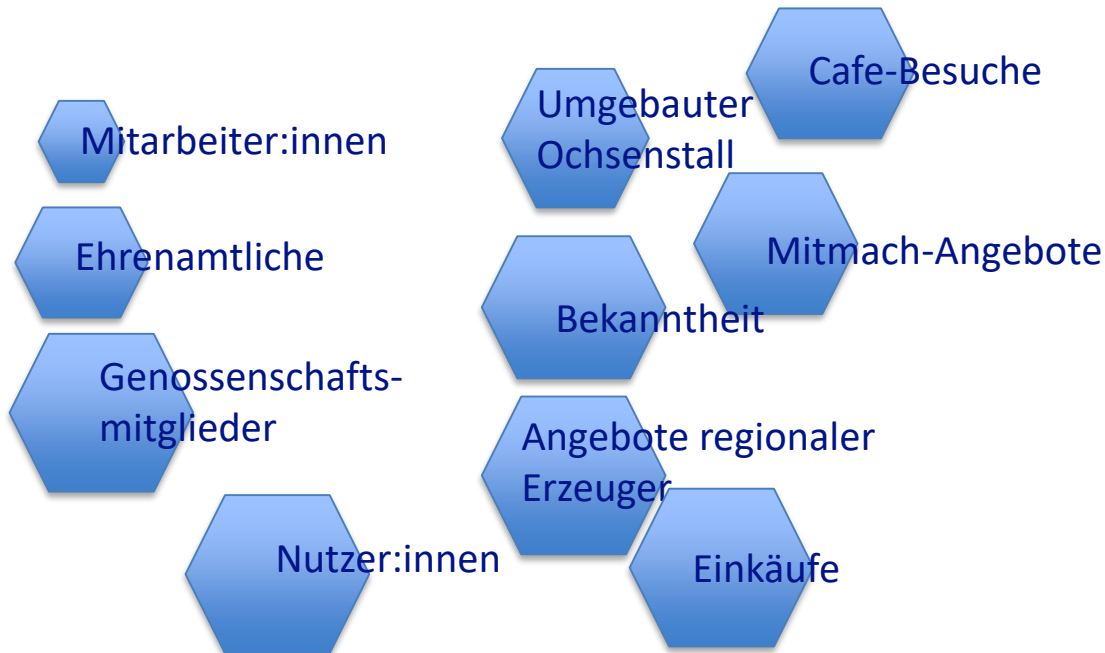 Mitarbeiter:innen
Ehrenamtliche
Genossenschafts-
mitglieder
Nutzer:innen
Umgebauter
Ochsenstall
Bekanntheit
Angebote regionaler
Erzeuger
Cafe-Besuche
Mitmach-Angebote
Einkäufe